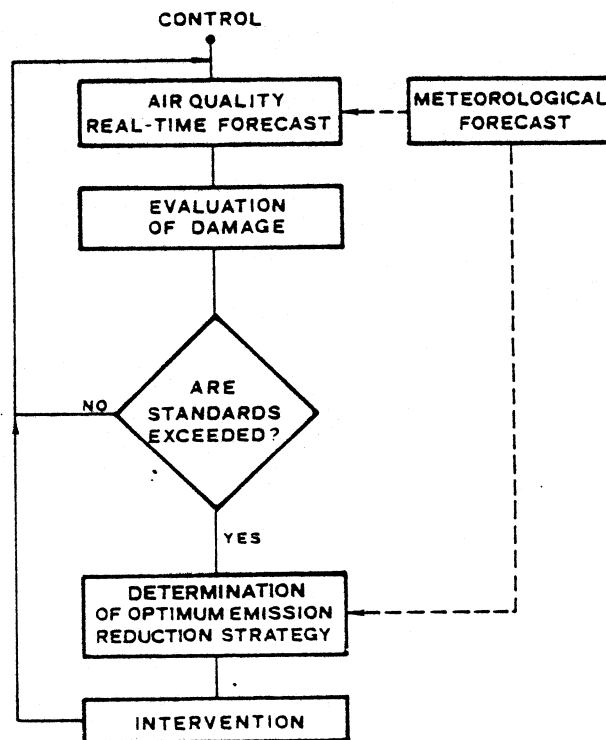 CONTROL
AIR QUALITY
REAL-TIME FORECAST
METEOROLOGICAL
FORECAST
EVALUATION
OF DAMAGE
ARE
STANDARDS
EXCEEDED?
NO
YES
DETERMINATION
OF OPTIMUM EMISSION
REDUCTION STRATEGY
INTERVENTION